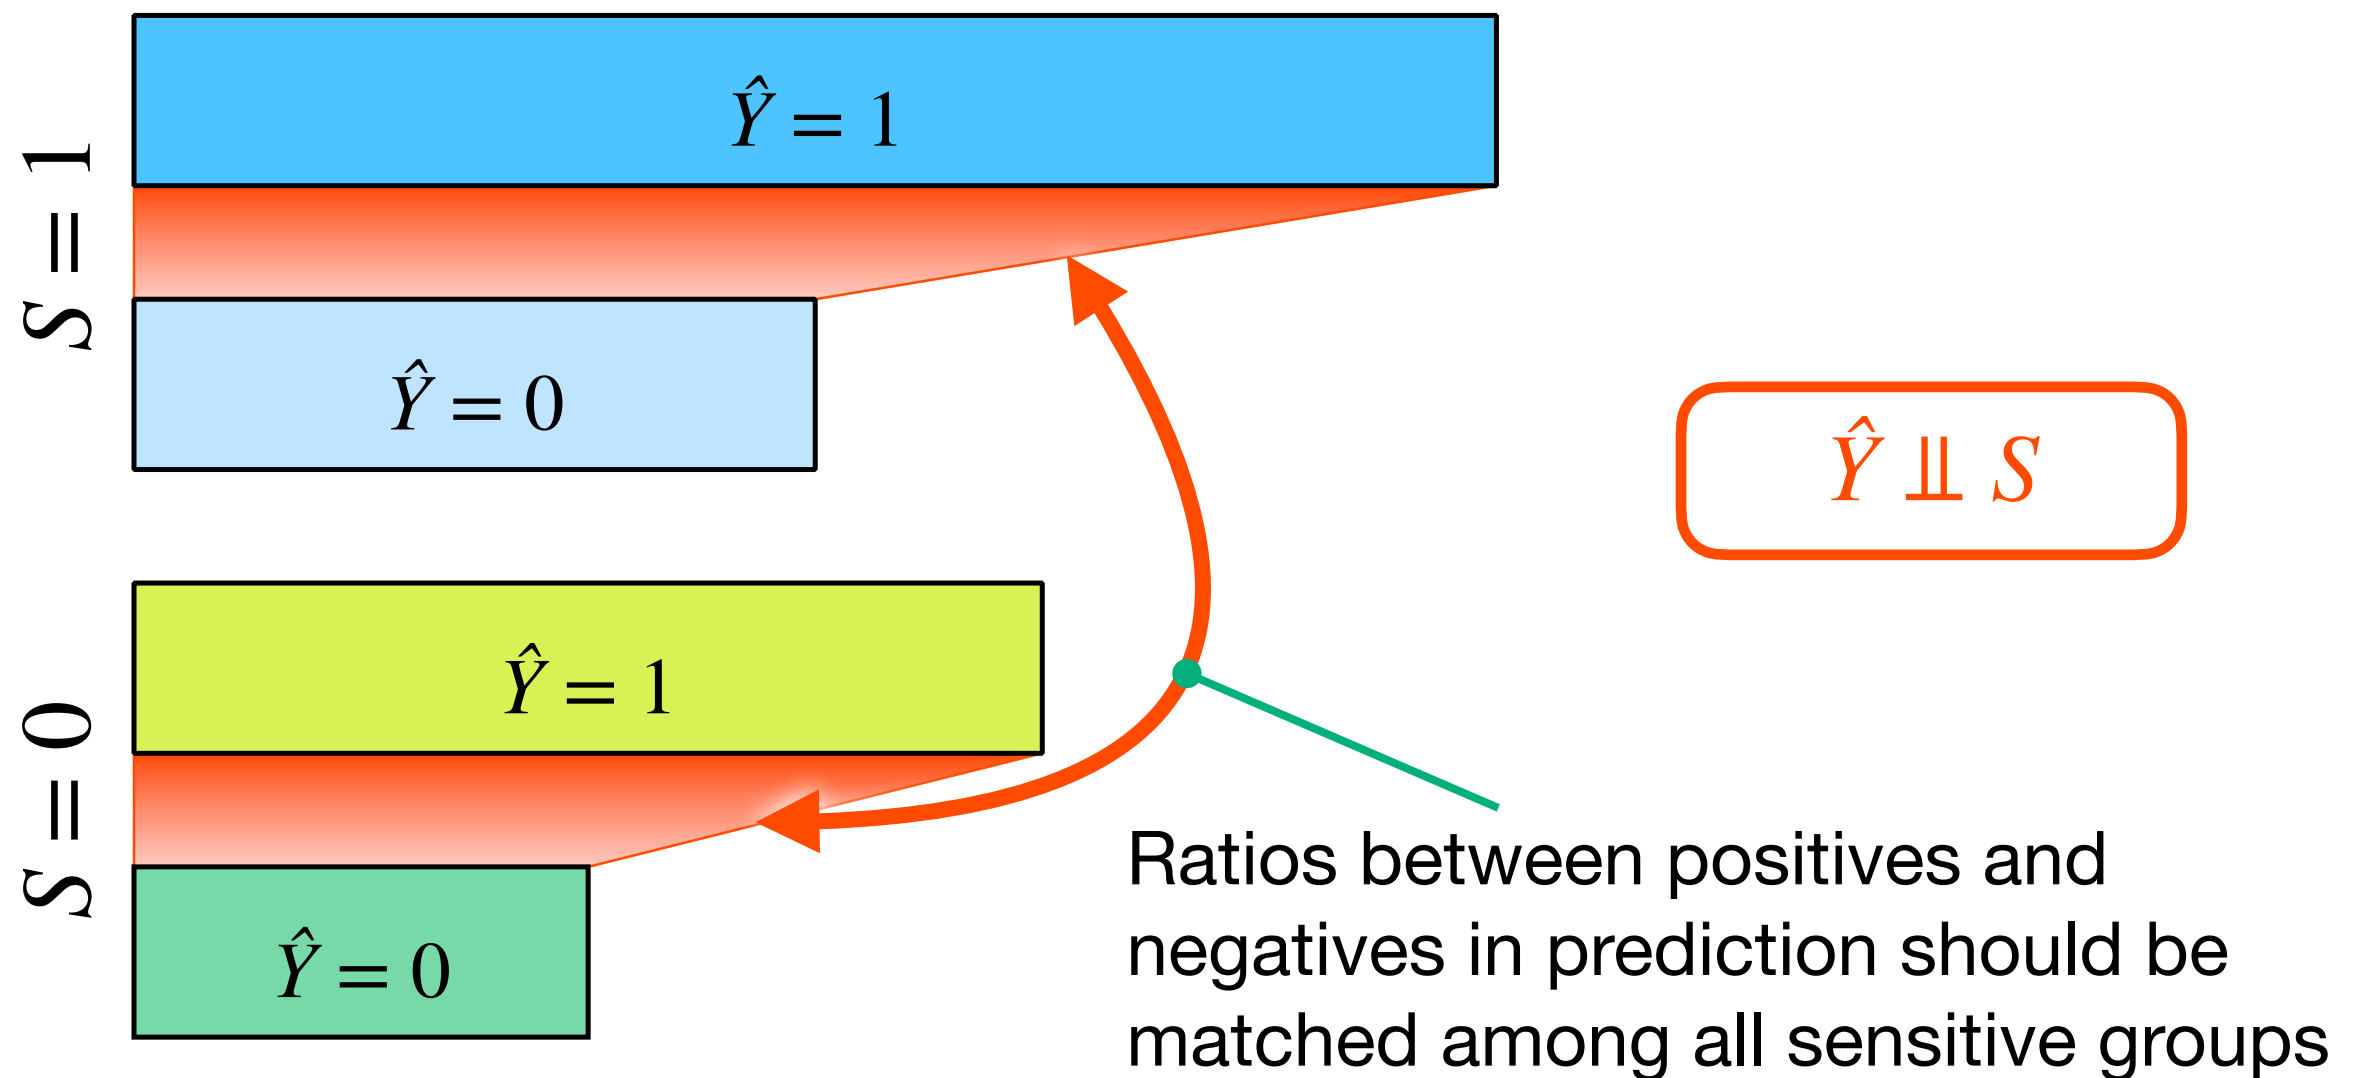 S = 1
Ŷ = 1
Ŷ = 0
Ŷ ⫫ S
S = 0
Ŷ = 1
Ŷ = 0
Ratios between positives and
negatives in prediction should be
matched among all sensitive groups